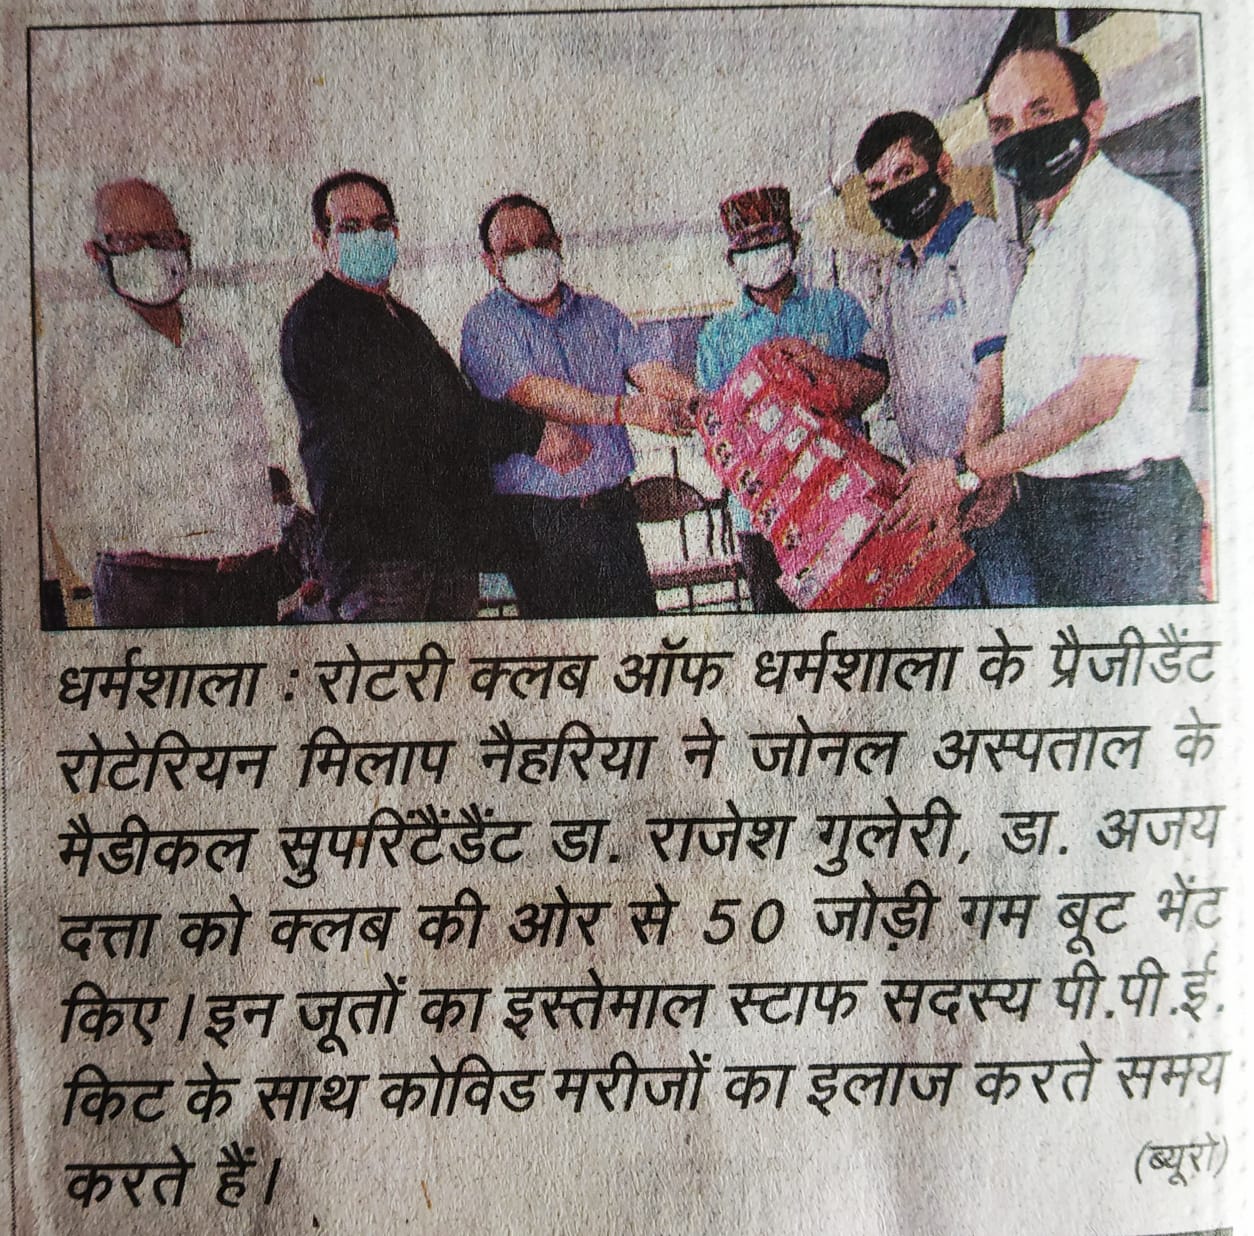 धर्मशाला : रोटरी क्लब ऑफ धर्मशाला के प्रैजीडैंट
रोटेरियन मिलाप नैहरिया ने जोनल अस्पताल के
मैडीकल सुपरिंटैंडैंट डा. राजेश गुलेरी, डा. अजय
दत्ता को क्लब की ओर से 50 जोड़ी गम बूट भेंट
किए। इन जूतों का इस्तेमाल स्टाफ सदस्य पी.पी.ई.
किट के साथ कोविड मरीजों का इलाज करते समय
करते हैं। (ब्यूरो)